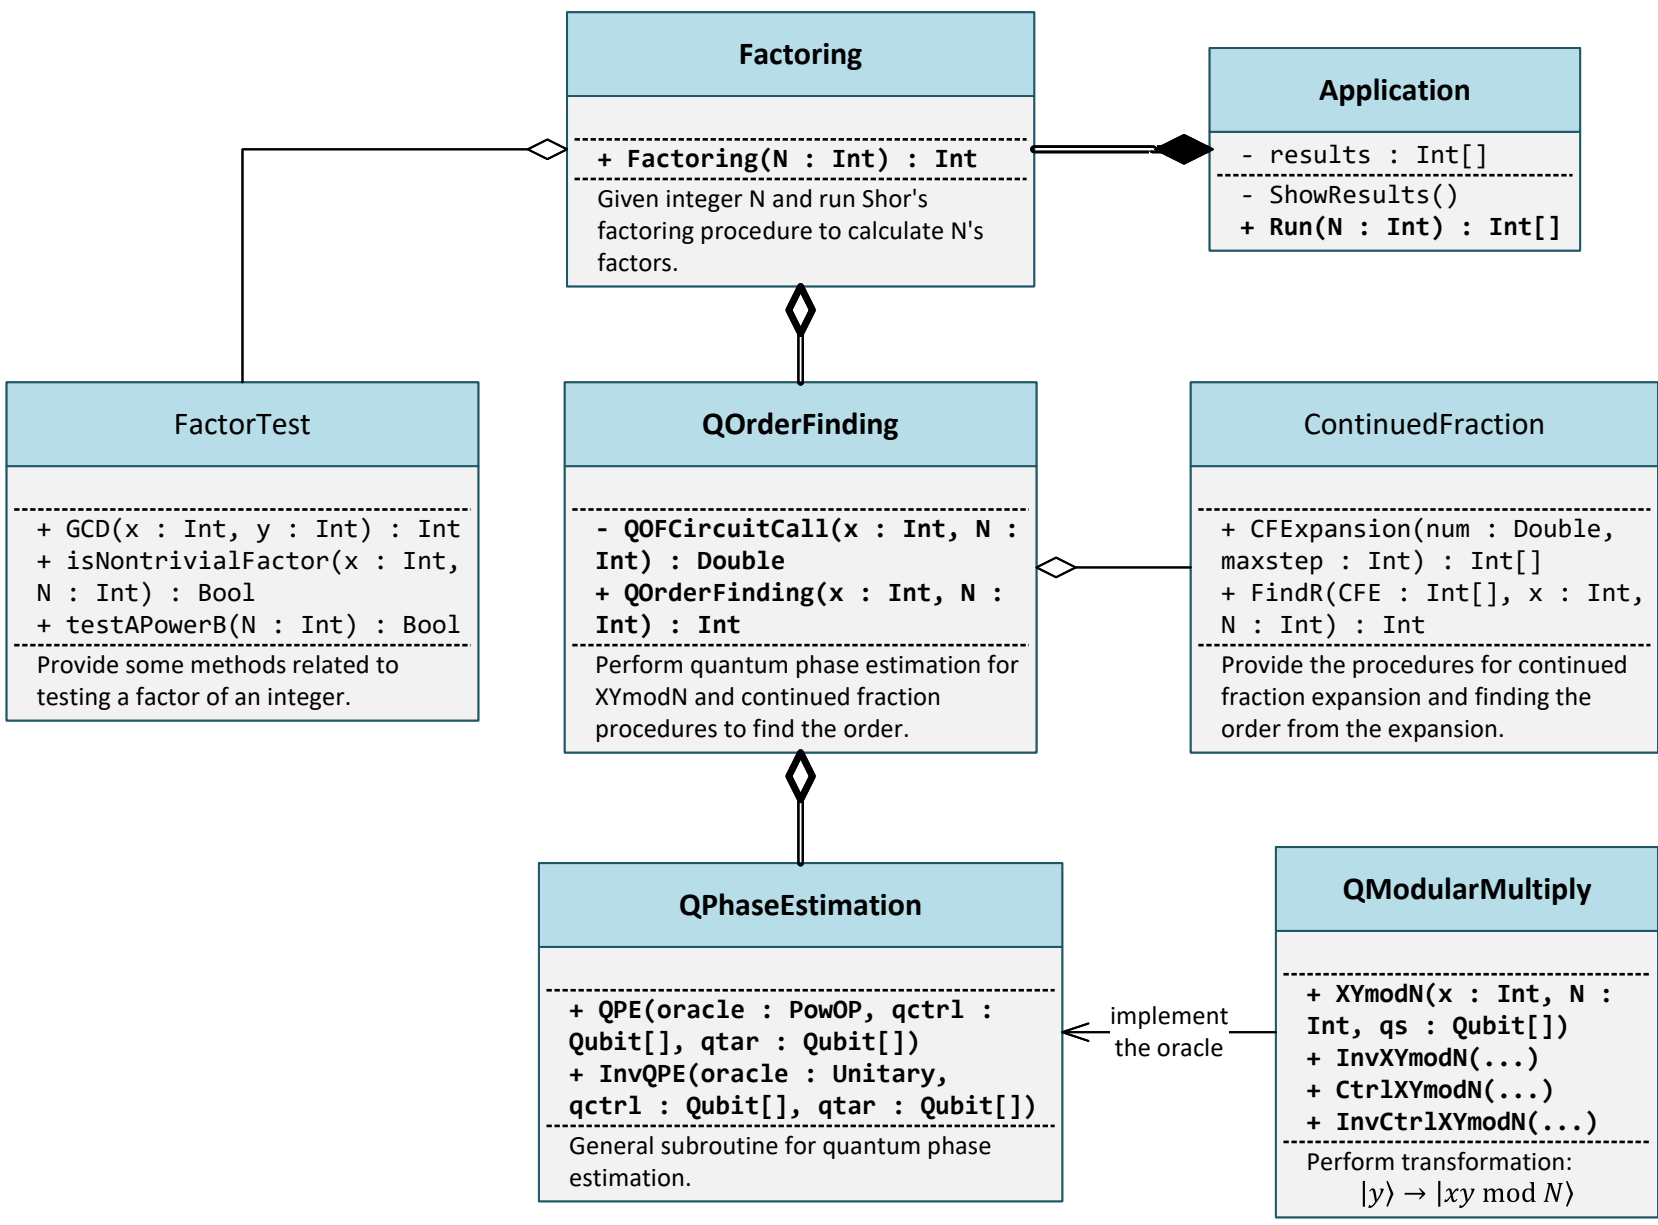 Factoring
+ Factoring(N : Int) : Int
Given integer N and run Shor's
factoring procedure to calculate N's
factors.
Application
- results : Int[]
- ShowResults()
+ Run(N : Int) : Int[]
FactorTest
+ GCD(x : Int, y : Int) : Int
+ isNontrivialFactor(x : Int,
N : Int) : Bool
+ testAPowerB(N : Int) : Bool
Provide some methods related to
testing a factor of an integer.
QOrderFinding
- QOFCircuitCall(x : Int, N :
Int) : Double
+ QOrderFinding(x : Int, N :
Int) : Int
Perform quantum phase estimation for
XYmodN and continued fraction
procedures to find the order.
ContinuedFraction
+ CFExpansion(num : Double,
maxstep : Int) : Int[]
+ FindR(CFE : Int[], x : Int,
N : Int) : Int
Provide the procedures for continued
fraction expansion and finding the
order from the expansion.
QPhaseEstimation
+ QPE(oracle : PowOP, qctrl :
Qubit[], qtar : Qubit[])
+ InvQPE(oracle : Unitary,
qctrl : Qubit[], qtar : Qubit[])
General subroutine for quantum phase
estimation.
implement
the oracle
QModularMultiply
+ XYmodN(x : Int, N :
Int, qs : Qubit[])
+ InvXYmodN(...)
+ CtrlXYmodN(...)
+ InvCtrlXYmodN(...)
Perform transformation:
|y⟩ → |xy mod N⟩